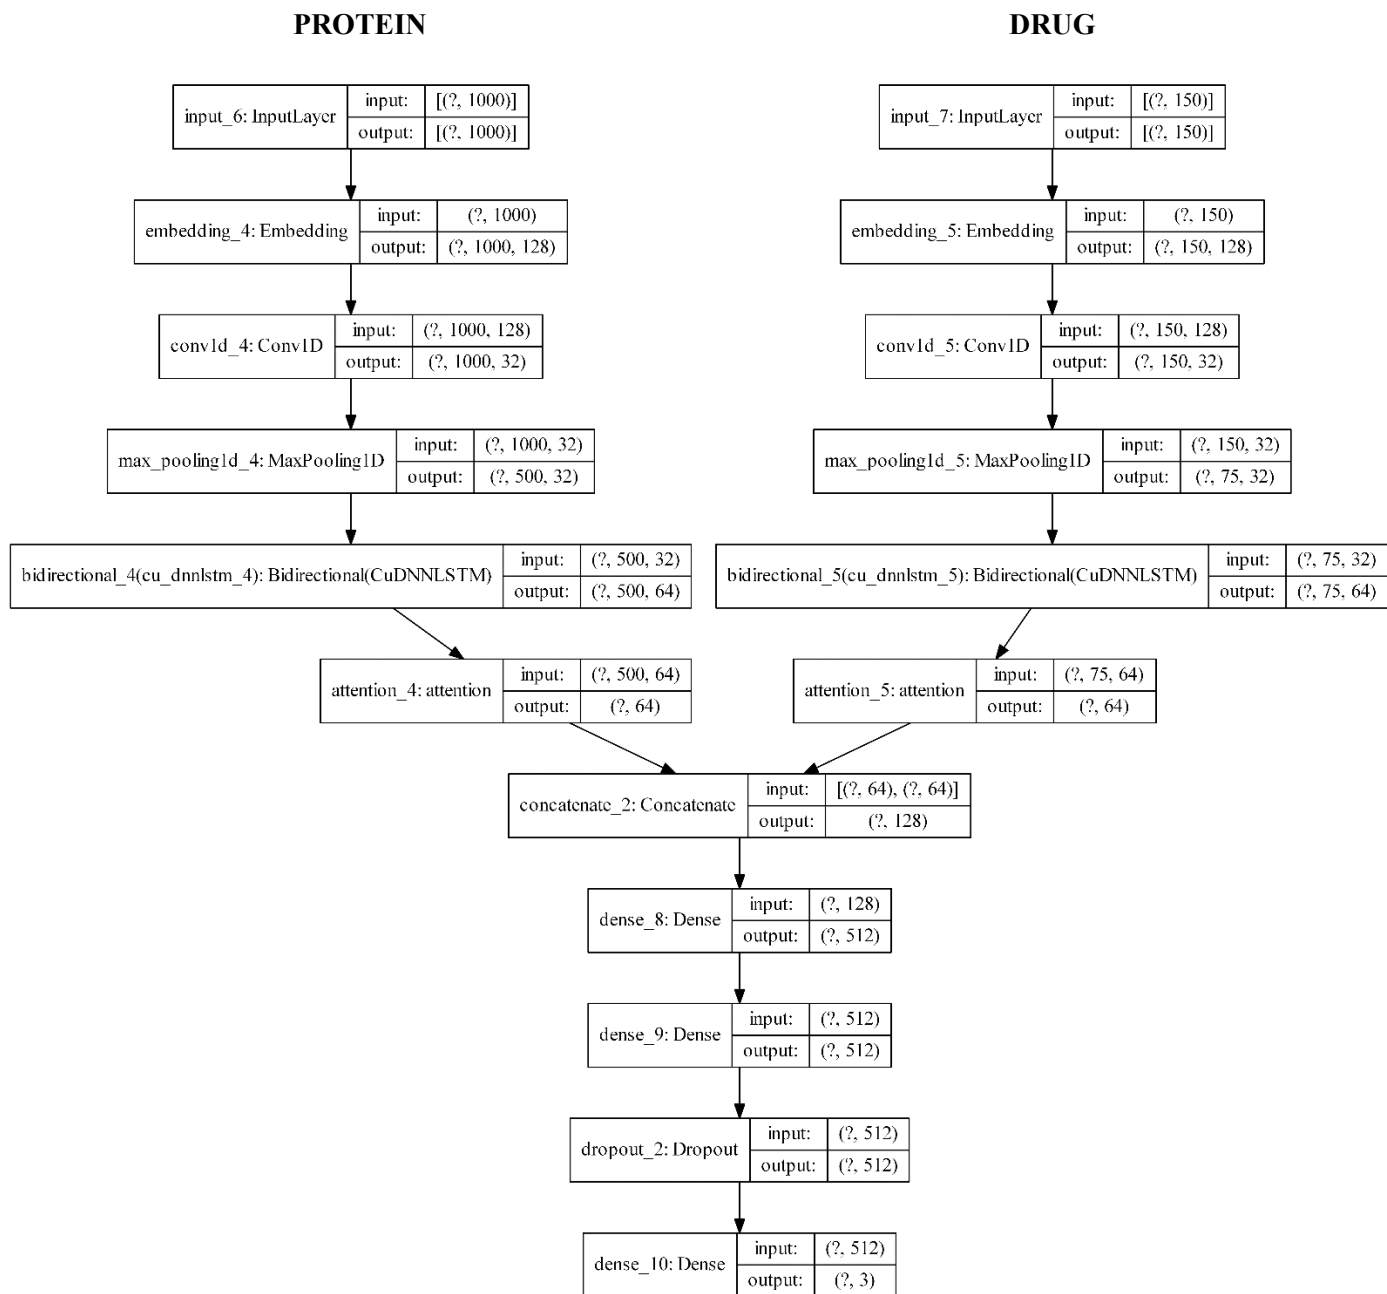 PROTEIN
DRUG
input_6: InputLayer
input:
[(?, 1000)]
output:
[(?, 1000)]
input_7: InputLayer
input:
[(?, 150)]
output:
[(?, 150)]
embedding_4: Embedding
input:
(?, 1000)
output:
(?, 1000, 128)
embedding_5: Embedding
input:
(?, 150)
output:
(?, 150, 128)
conv1d_4: Conv1D
input:
(?, 1000, 128)
output:
(?, 1000, 32)
conv1d_5: Conv1D
input:
(?, 150, 128)
output:
(?, 150, 32)
max_pooling1d_4: MaxPooling1D
input:
(?, 1000, 32)
output:
(?, 500, 32)
max_pooling1d_5: MaxPooling1D
input:
(?, 150, 32)
output:
(?, 75, 32)
bidirectional_4(cu_dnnlstm_4): Bidirectional(CuDNNLSTM)
input:
(?, 500, 32)
output:
(?, 500, 64)
bidirectional_5(cu_dnnlstm_5): Bidirectional(CuDNNLSTM)
input:
(?, 75, 32)
output:
(?, 75, 64)
attention_4: attention
input:
(?, 500, 64)
output:
(?, 64)
attention_5: attention
input:
(?, 75, 64)
output:
(?, 64)
concatenate_2: Concatenate
input:
[(?, 64), (?, 64)]
output:
(?, 128)
dense_8: Dense
input:
(?, 128)
output:
(?, 512)
dense_9: Dense
input:
(?, 512)
output:
(?, 512)
dropout_2: Dropout
input:
(?, 512)
output:
(?, 512)
dense_10: Dense
input:
(?, 512)
output:
(?, 3)